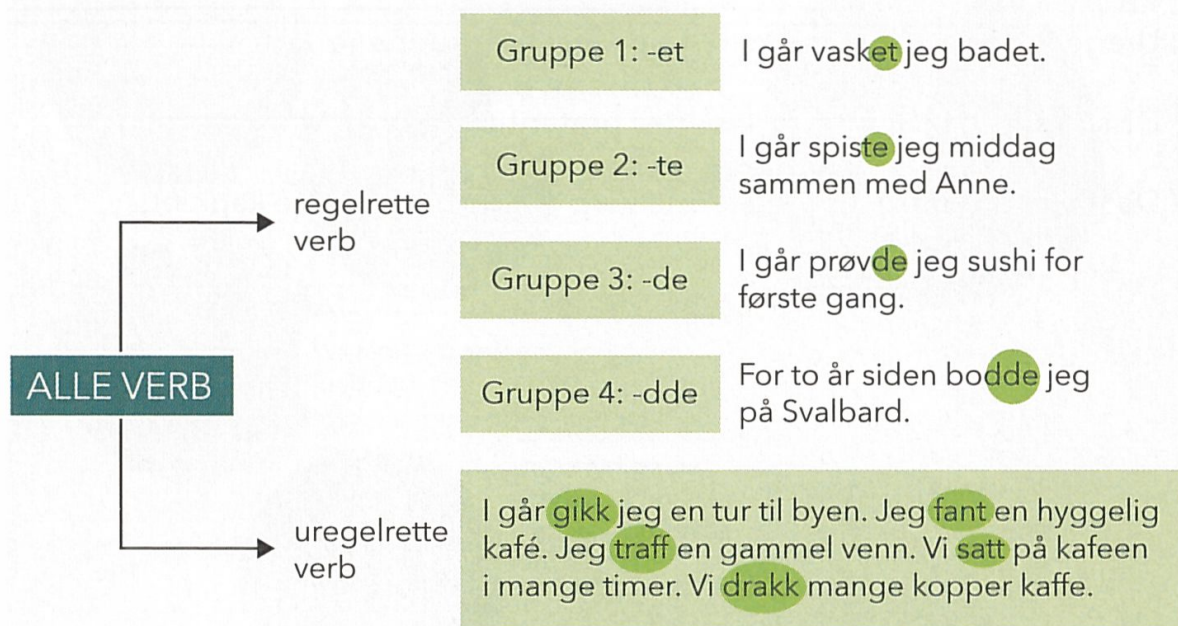 Gruppe 1: -et
I går vasket jeg badet.
Gruppe 2: -te
I går spiste jeg middag
sammen med Anne.
regelrette
verb
Gruppe 3: -de
I går prøvde jeg sushi for
første gang.
ALLE VERB
Gruppe 4: -dde
For to år siden bodde jeg
på Svalbard.
uregelrette
verb
I går gikk jeg en tur til byen. Jeg fant en hyggelig
kafé. Jeg traff en gammel venn. Vi satt på kafeen
i mange timer. Vi drakk mange kopper kaffe.